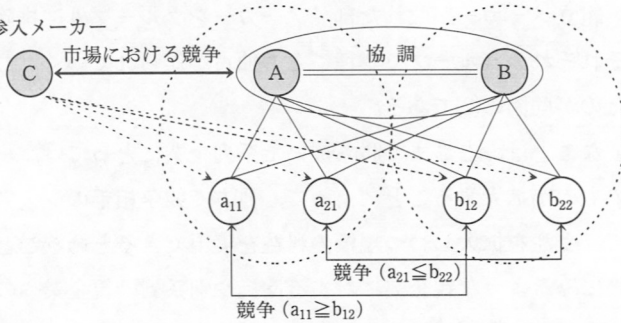 参入メーカー
C
市場における競争
A
協調
B
a₁₁
a₂₁
b₁₂
b₂₂
競争 (a₂₁≦b₂₂)
競争 (a₁₁≧b₁₂)